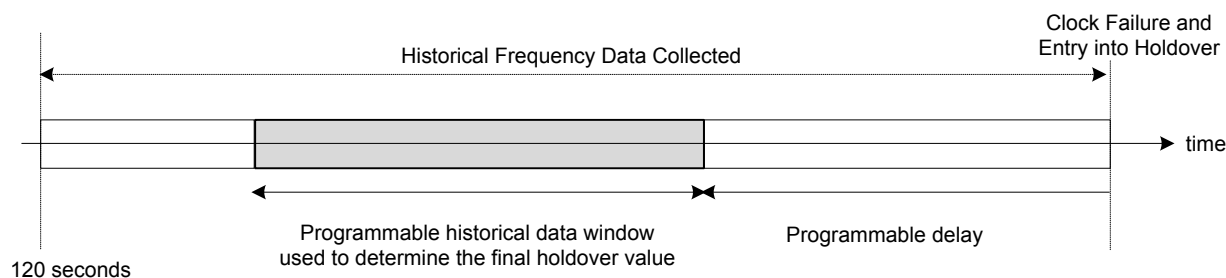 Clock Failure and
Entry into Holdover
Historical Frequency Data Collected
time
Programmable historical data window
used to determine the final holdover value
Programmable delay
120 seconds